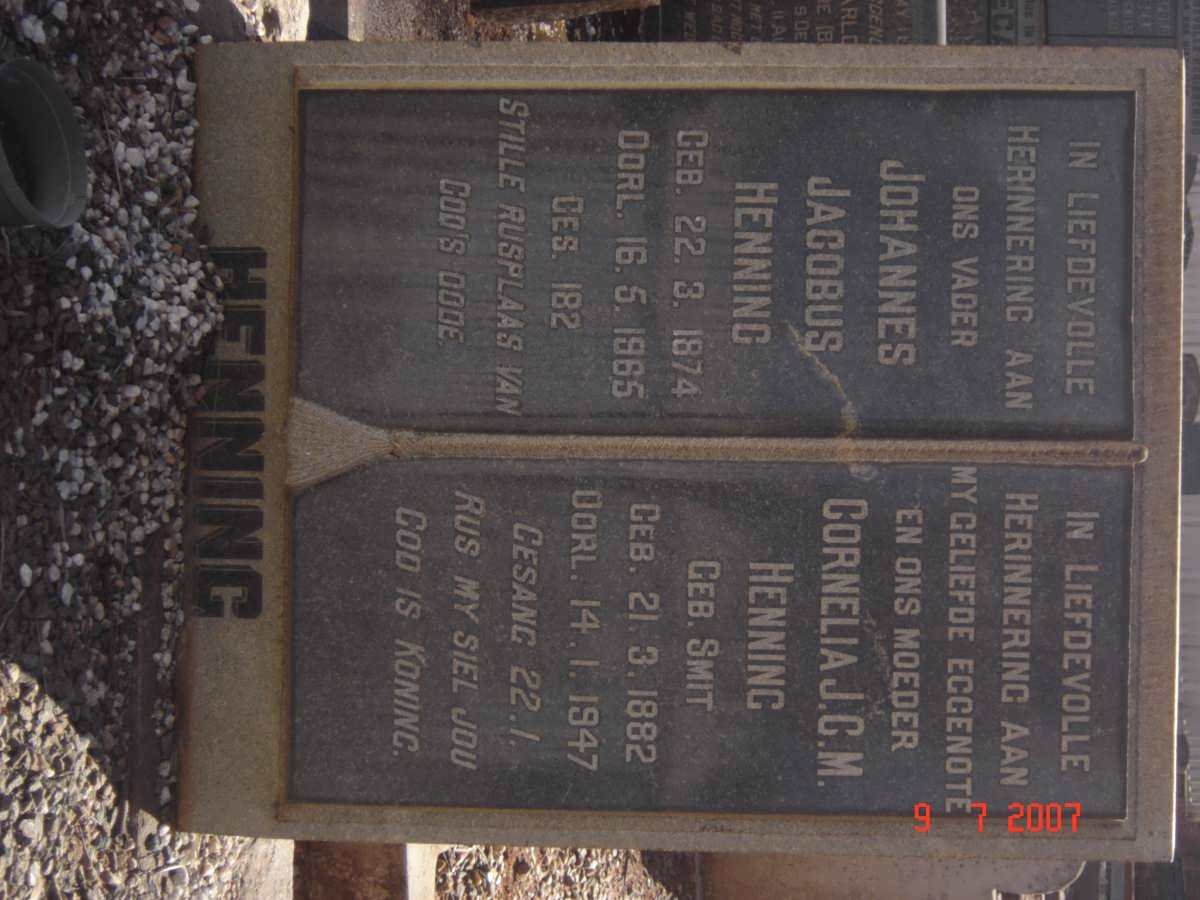 IN LIEFDEVOLLE
HERINNERING AAN
ONS VADER
JOHANNES
JACOBUS
HENNING
GEB. 22. 3. 1874
OORL. 16. 5. 1965
GES. 182
STILLE RUSPLAAS VAN
GOD'S DODE.
IN LIEFDEVOLLE
HERINNERING AAN
MY GELIEFDE EGGENOTE
EN ONS MOEDER
CORNELIA J.C.M.
HENNING
GEB. SMIT
GEB. 21. 3. 1882
OORL. 14. 1. 1947
GESANG 22.1.
RUS MY SIEL JOU
GOD IS KONING.
HENNING
9 7 2007